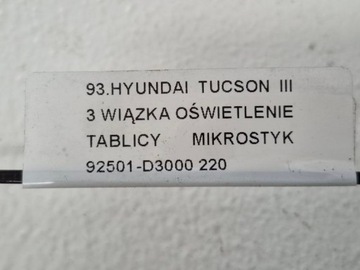 93.HYUNDAI TUCSON III
3 WIĄZKA OŚWIETLENIE
TABLICY MIKROSTYK
92501-D3000 220